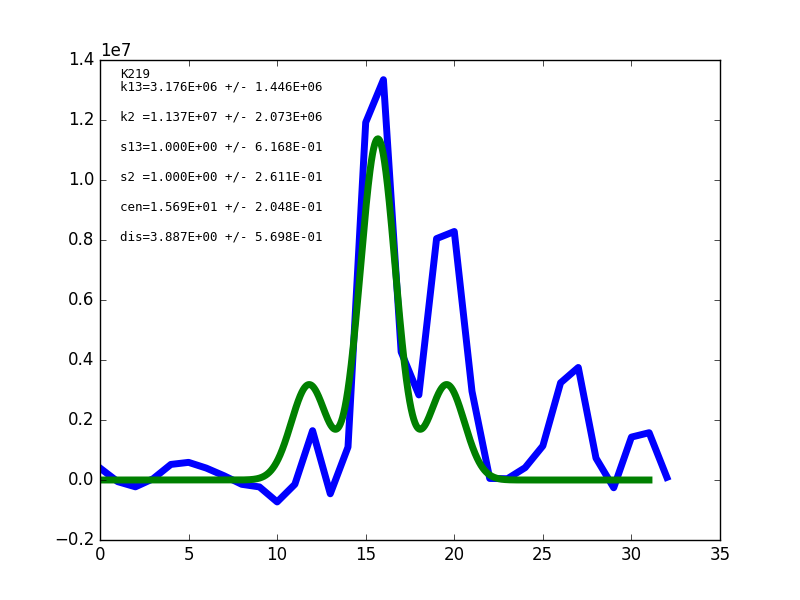 1e7
1.4
K219
k13=3.176E+06 +/- 1.446E+06
1.2
k2 =1.137E+07 +/- 2.073E+06
s13=1.000E+00 +/- 6.168E-01
1.0
s2 =1.000E+00 +/- 2.611E-01
cen=1.569E+01 +/- 2.048E-01
0.8
dis=3.887E+00 +/- 5.698E-01
0.6
0.4
0.2
0.0
−0.2
0 5 10 15 20 25 30 35